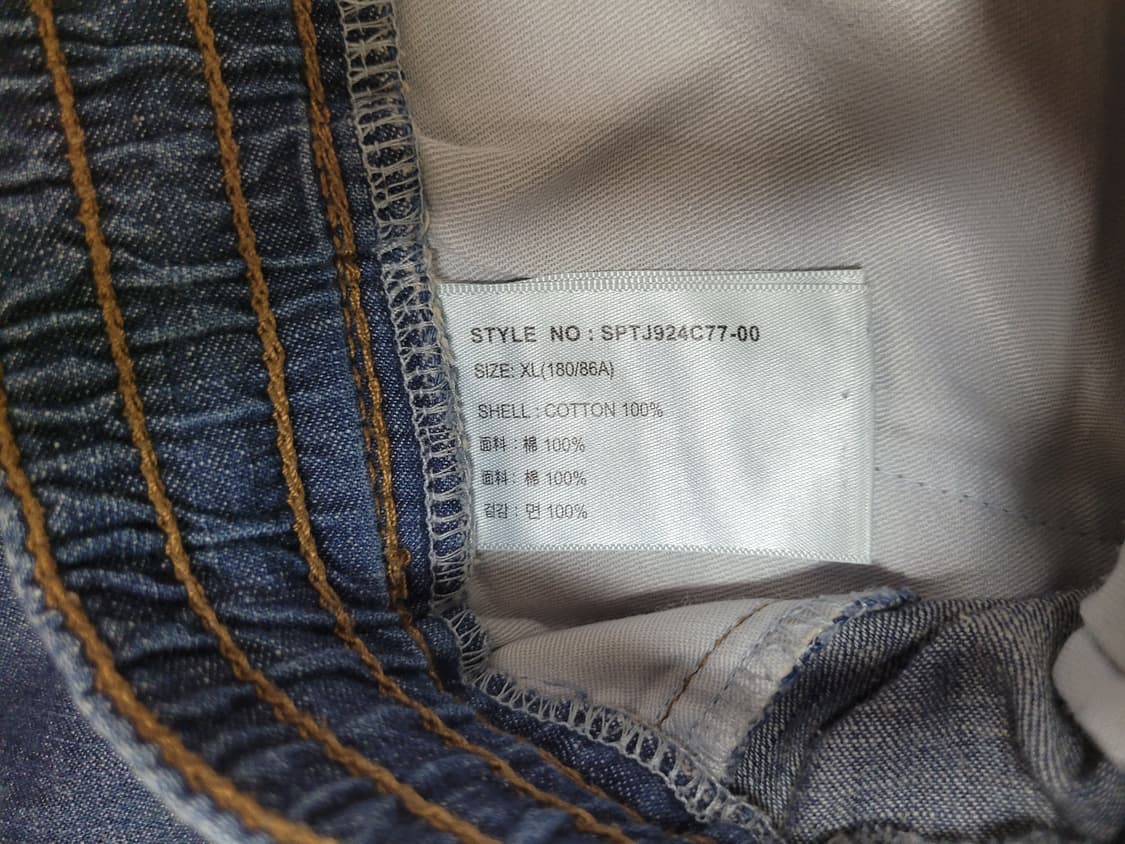 STYLE NO : SPTJ924C77-00
SIZE: XL(180/86A)
SHELL : COTTON 100%
面料 : 棉 100%
面料 : 棉 100%
겉감 : 면 100%